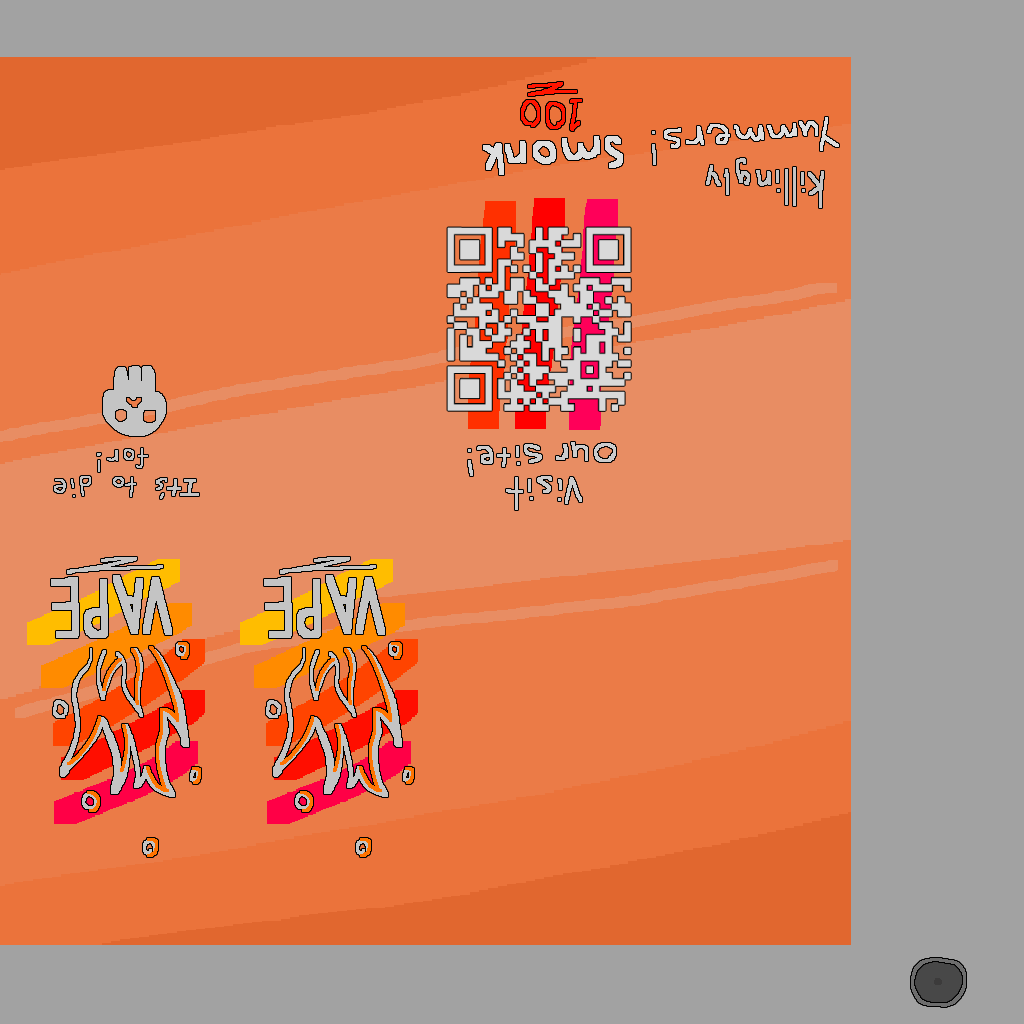 VAPE
VAPE
Visit
Our site!
It's to die
for!
Killingly
Yummers!
Smonk
100